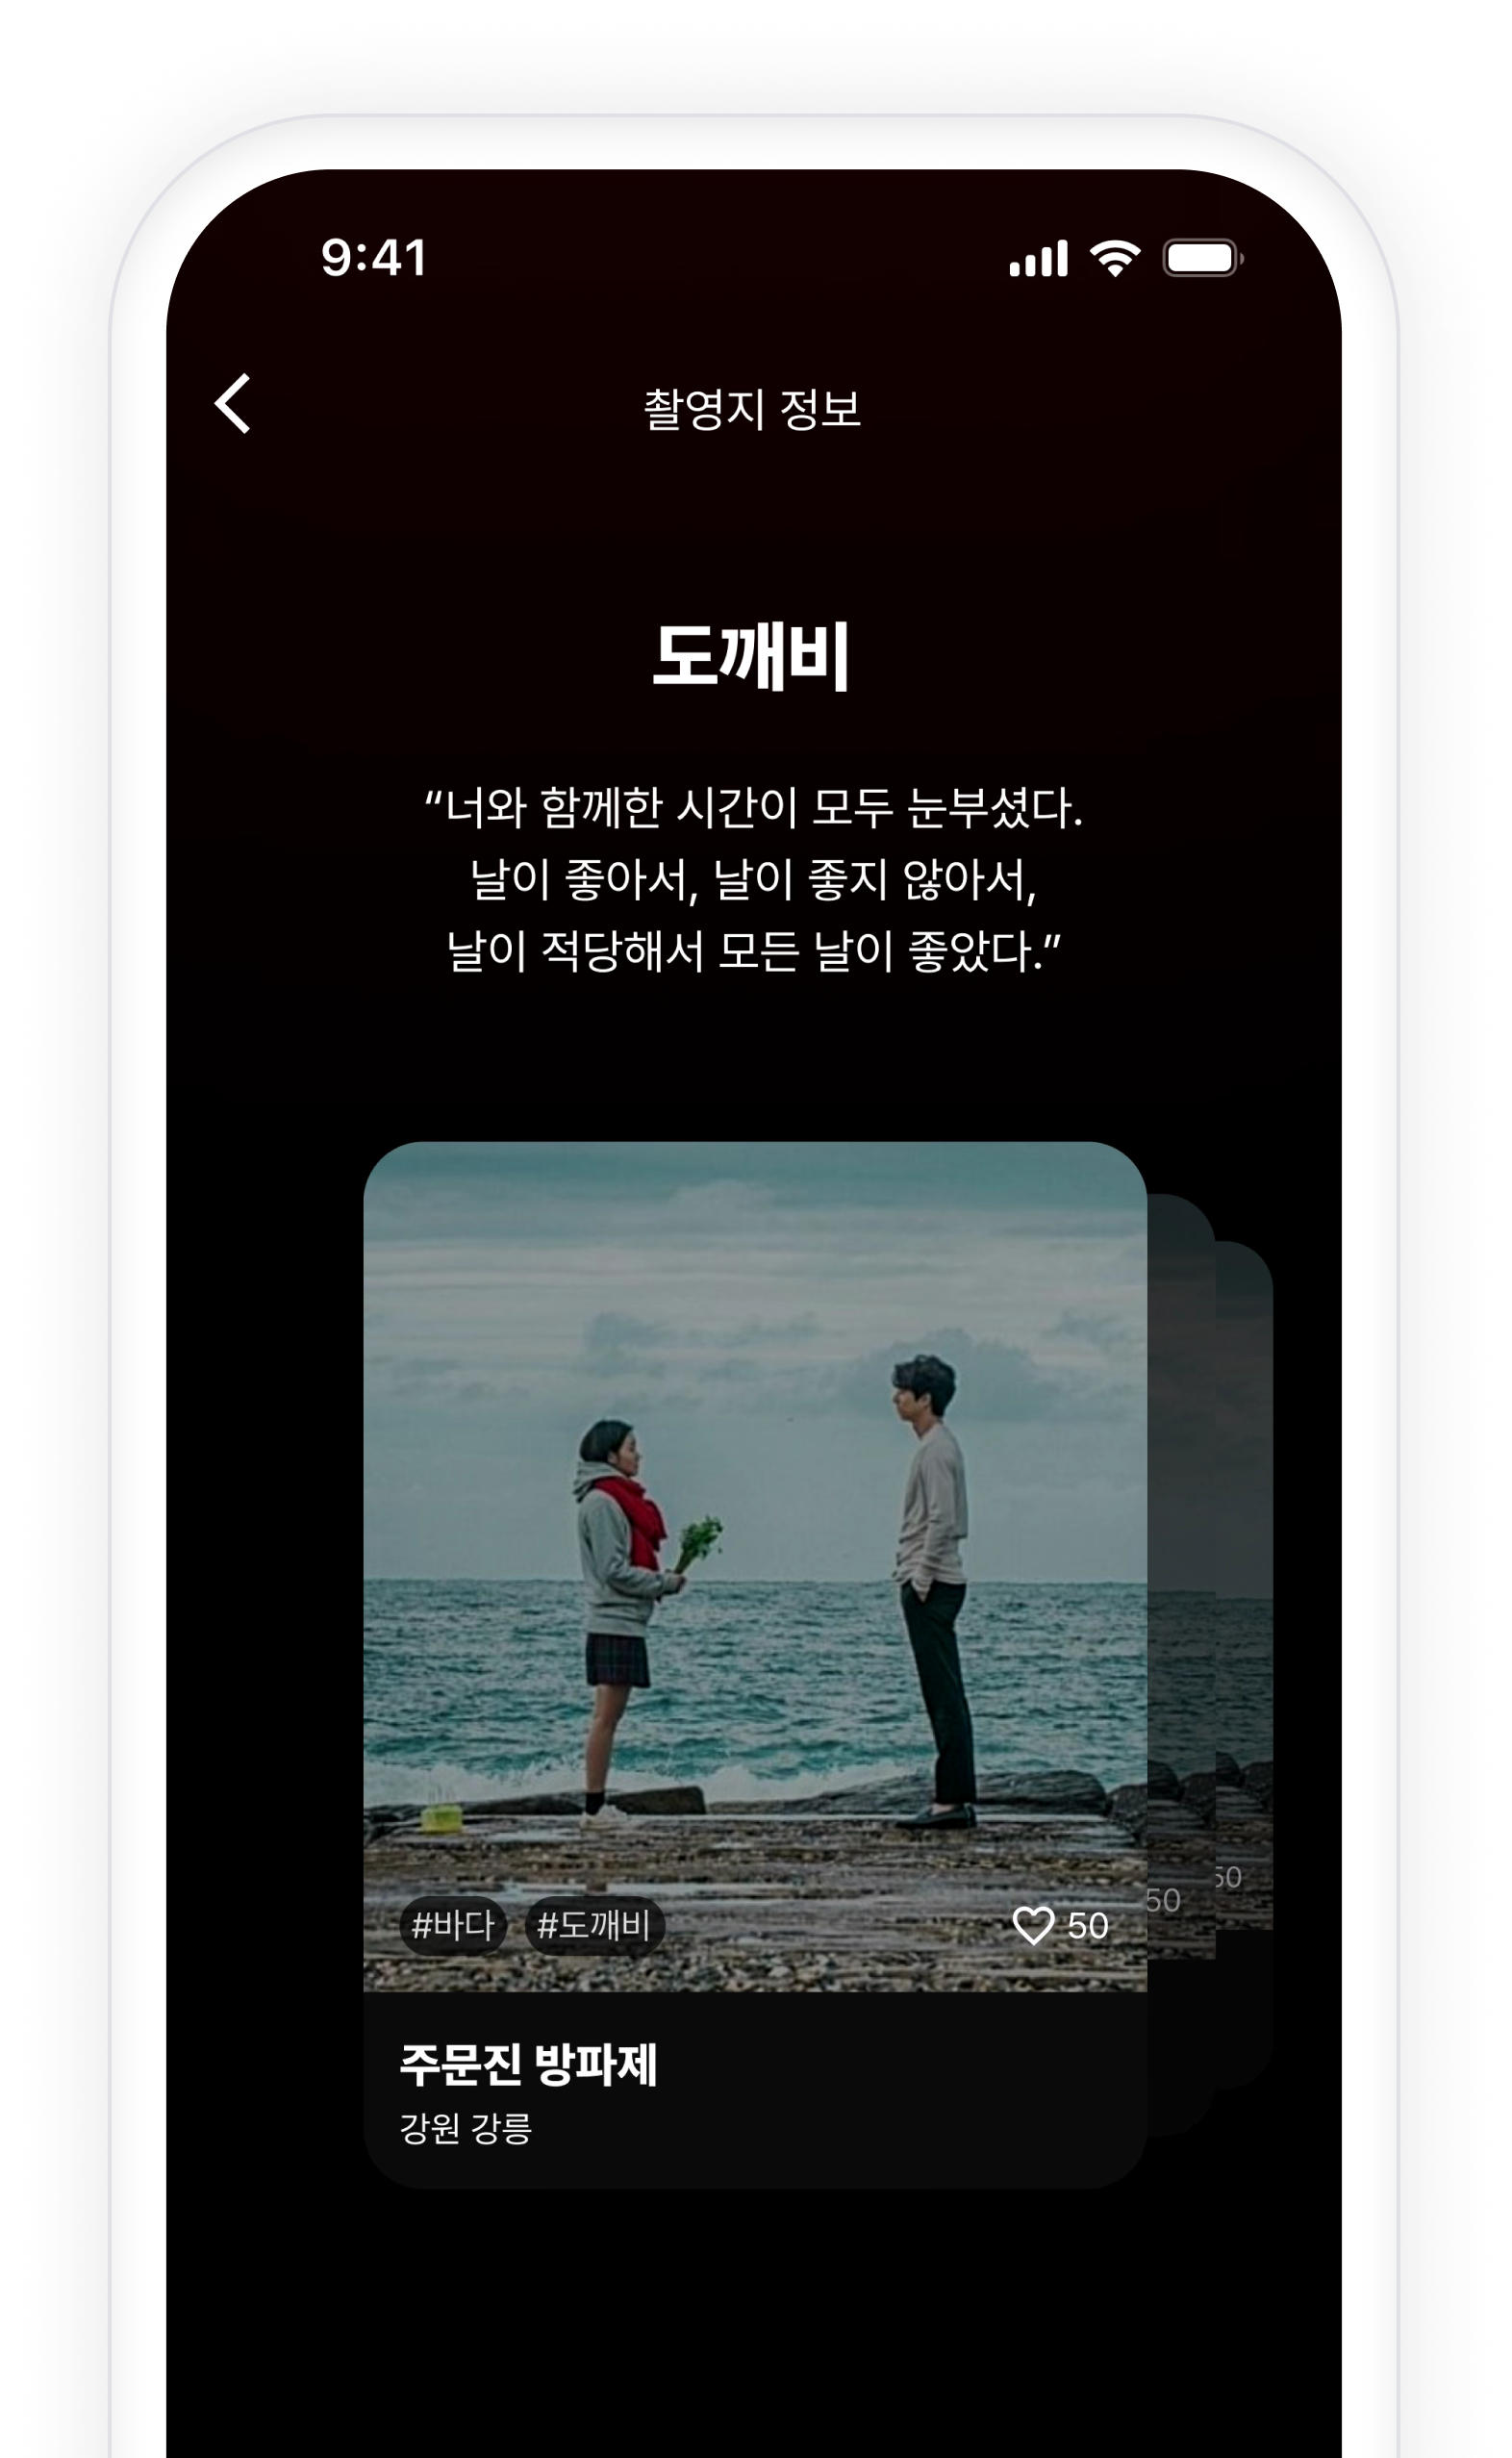 9:41
촬영지 정보
도깨비
“너와 함께한 시간이 모두 눈부셨다.
날이 좋아서, 날이 좋지 않아서,
날이 적당해서 모든 날이 좋았다.”
#바다 #도깨비 50 50 50
주문진 방파제
강원 강릉